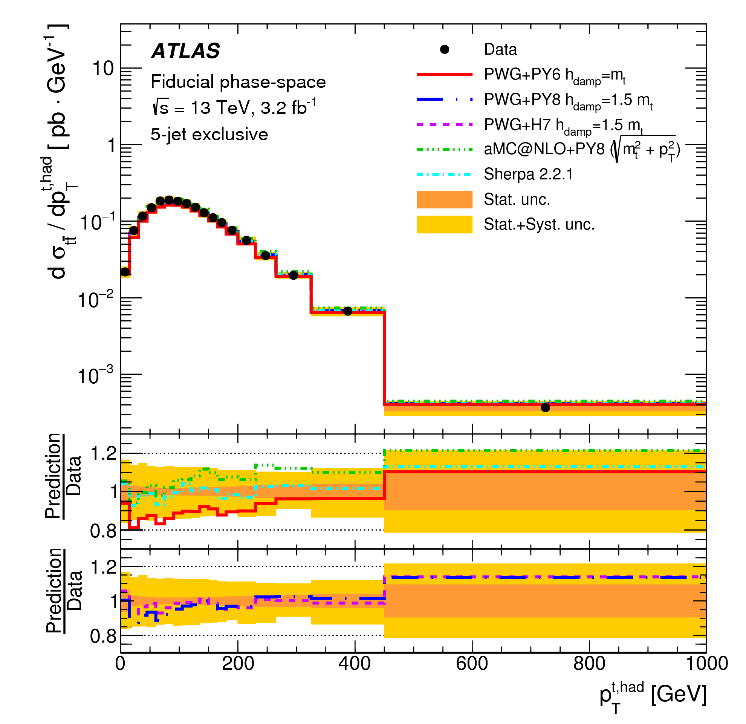 ATLAS
Fiducial phase-space
√s = 13 TeV, 3.2 fb⁻¹
5-jet exclusive
Data
PWG+PY6 h_damp=m_t
PWG+PY8 h_damp=1.5 m_t
PWG+H7 h_damp=1.5 m_t
aMC@NLO+PY8 (√m_t² + p_T²)
Sherpa 2.2.1
Stat. unc.
Stat.+Syst. unc.
d σ_tt̄ / dp_T^t,had [ pb · GeV⁻¹]
10
1
10⁻¹
10⁻²
10⁻³
Prediction
Data
1.2
1
0.8
Prediction
Data
1.2
1
0.8
0 200 400 600 800 1000
p_T^t,had [GeV]